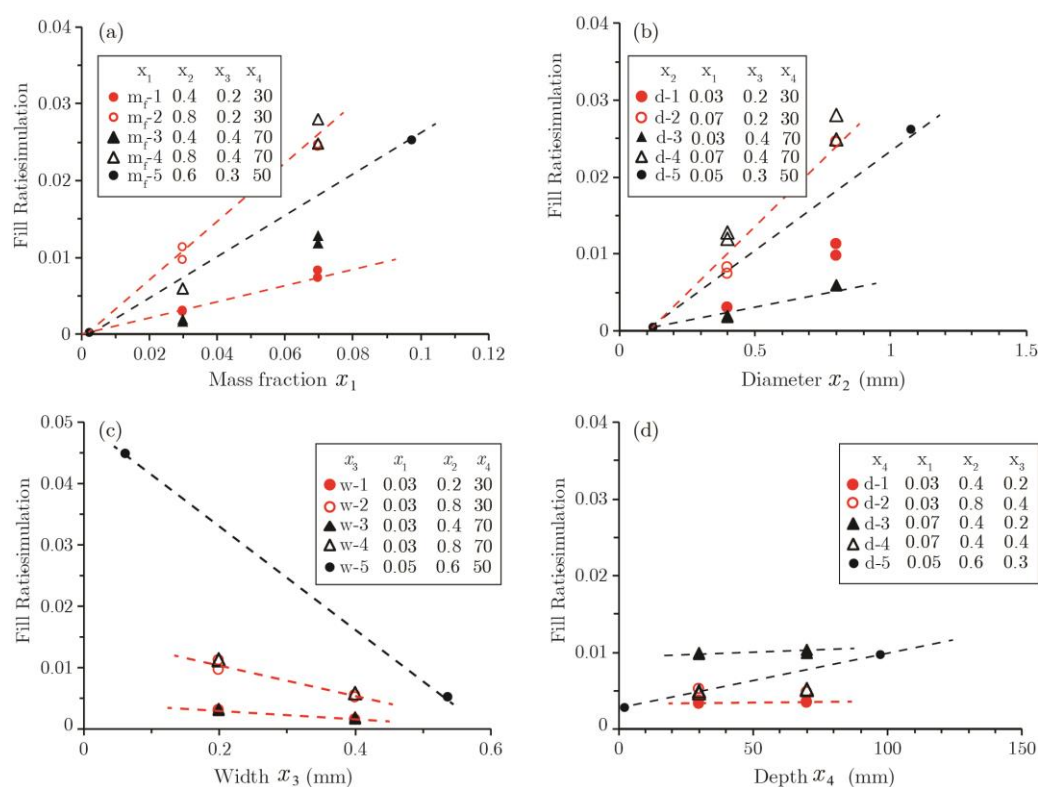 (a)
Fill Ratiosimulation
0.04
0.03
0.02
0.01
0
x1 x2 x3 x4
mf-1 0.4 0.2 30
mf-2 0.8 0.2 30
mf-3 0.4 0.4 70
mf-4 0.8 0.4 70
mf-5 0.6 0.3 50
0 0.02 0.04 0.06 0.08 0.1 0.12
Mass fraction x1
(b)
Fill Ratiosimulation
0.04
0.03
0.02
0.01
0
x2 x1 x3 x4
d-1 0.03 0.2 30
d-2 0.07 0.2 30
d-3 0.03 0.4 70
d-4 0.07 0.4 70
d-5 0.05 0.3 50
0 0.5 1 1.5
Diameter x2 (mm)
(c)
Fill Ratiosimulation
0.05
0.04
0.03
0.02
0.01
0
x3 x1 x2 x4
w-1 0.03 0.2 30
w-2 0.03 0.8 30
w-3 0.03 0.4 70
w-4 0.03 0.8 70
w-5 0.05 0.6 50
0 0.2 0.4 0.6
Width x3 (mm)
(d)
Fill Ratiosimulation
0.04
0.03
0.02
0.01
0
x4 x1 x2 x3
d-1 0.03 0.4 0.2
d-2 0.03 0.8 0.4
d-3 0.07 0.4 0.2
d-4 0.07 0.4 0.4
d-5 0.05 0.6 0.3
0 50 100 150
Depth x4 (mm)